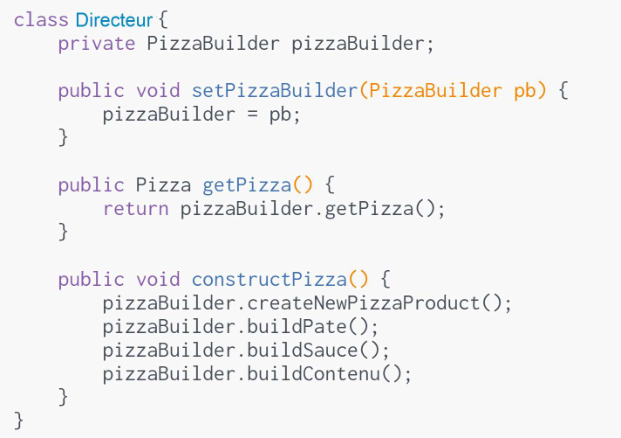 class Directeur {
    private PizzaBuilder pizzaBuilder;

    public void setPizzaBuilder(PizzaBuilder pb) {
        pizzaBuilder = pb;
    }

    public Pizza getPizza() {
        return pizzaBuilder.getPizza();
    }

    public void constructPizza() {
        pizzaBuilder.createNewPizzaProduct();
        pizzaBuilder.buildPate();
        pizzaBuilder.buildSauce();
        pizzaBuilder.buildContenu();
    }
}